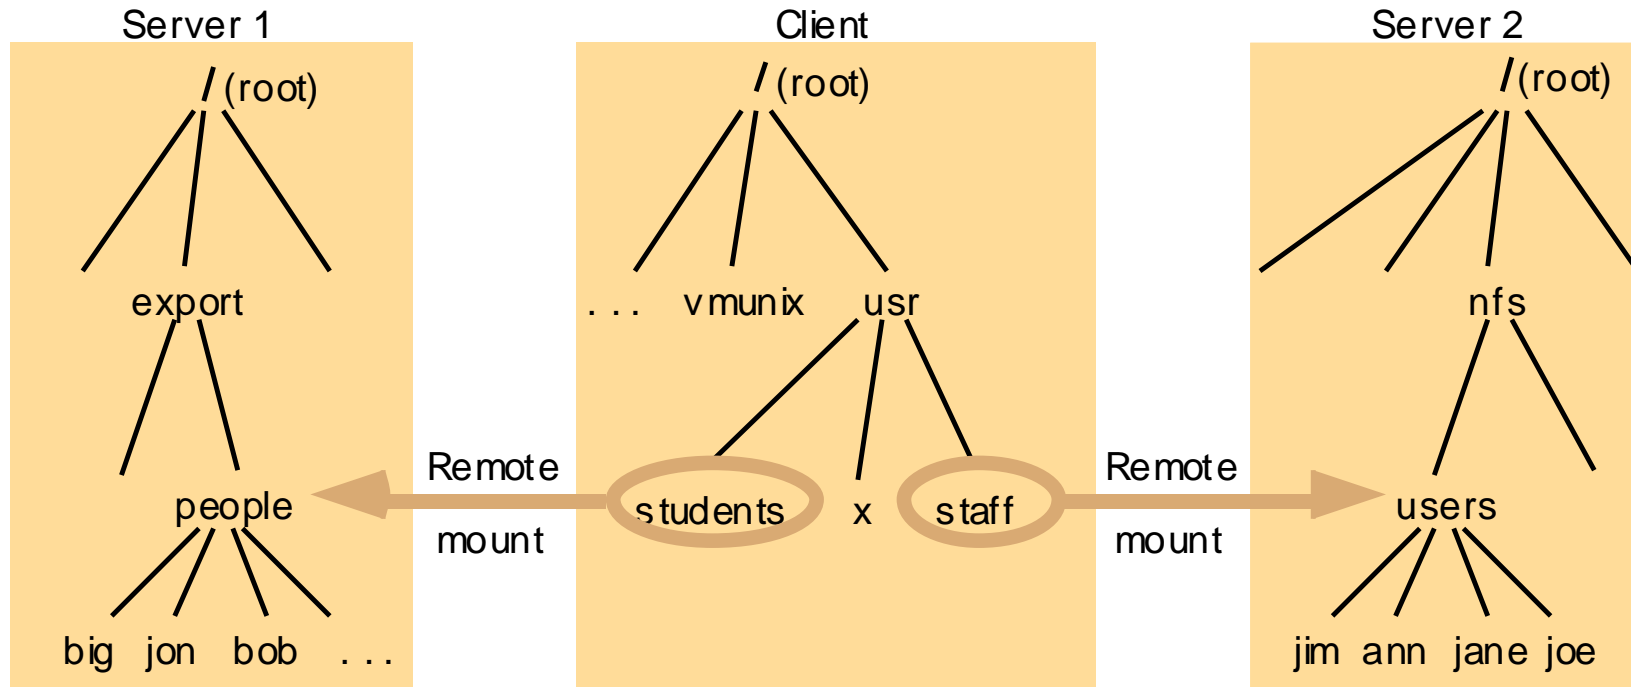 Server 1
Client
Server 2
/ (root)
/ (root)
/ (root)
export
. . .
vmunix
usr
nfs
Remote
mount
Remote
mount
people
students
x
staff
users
big jon bob . . .
jim ann jane joe